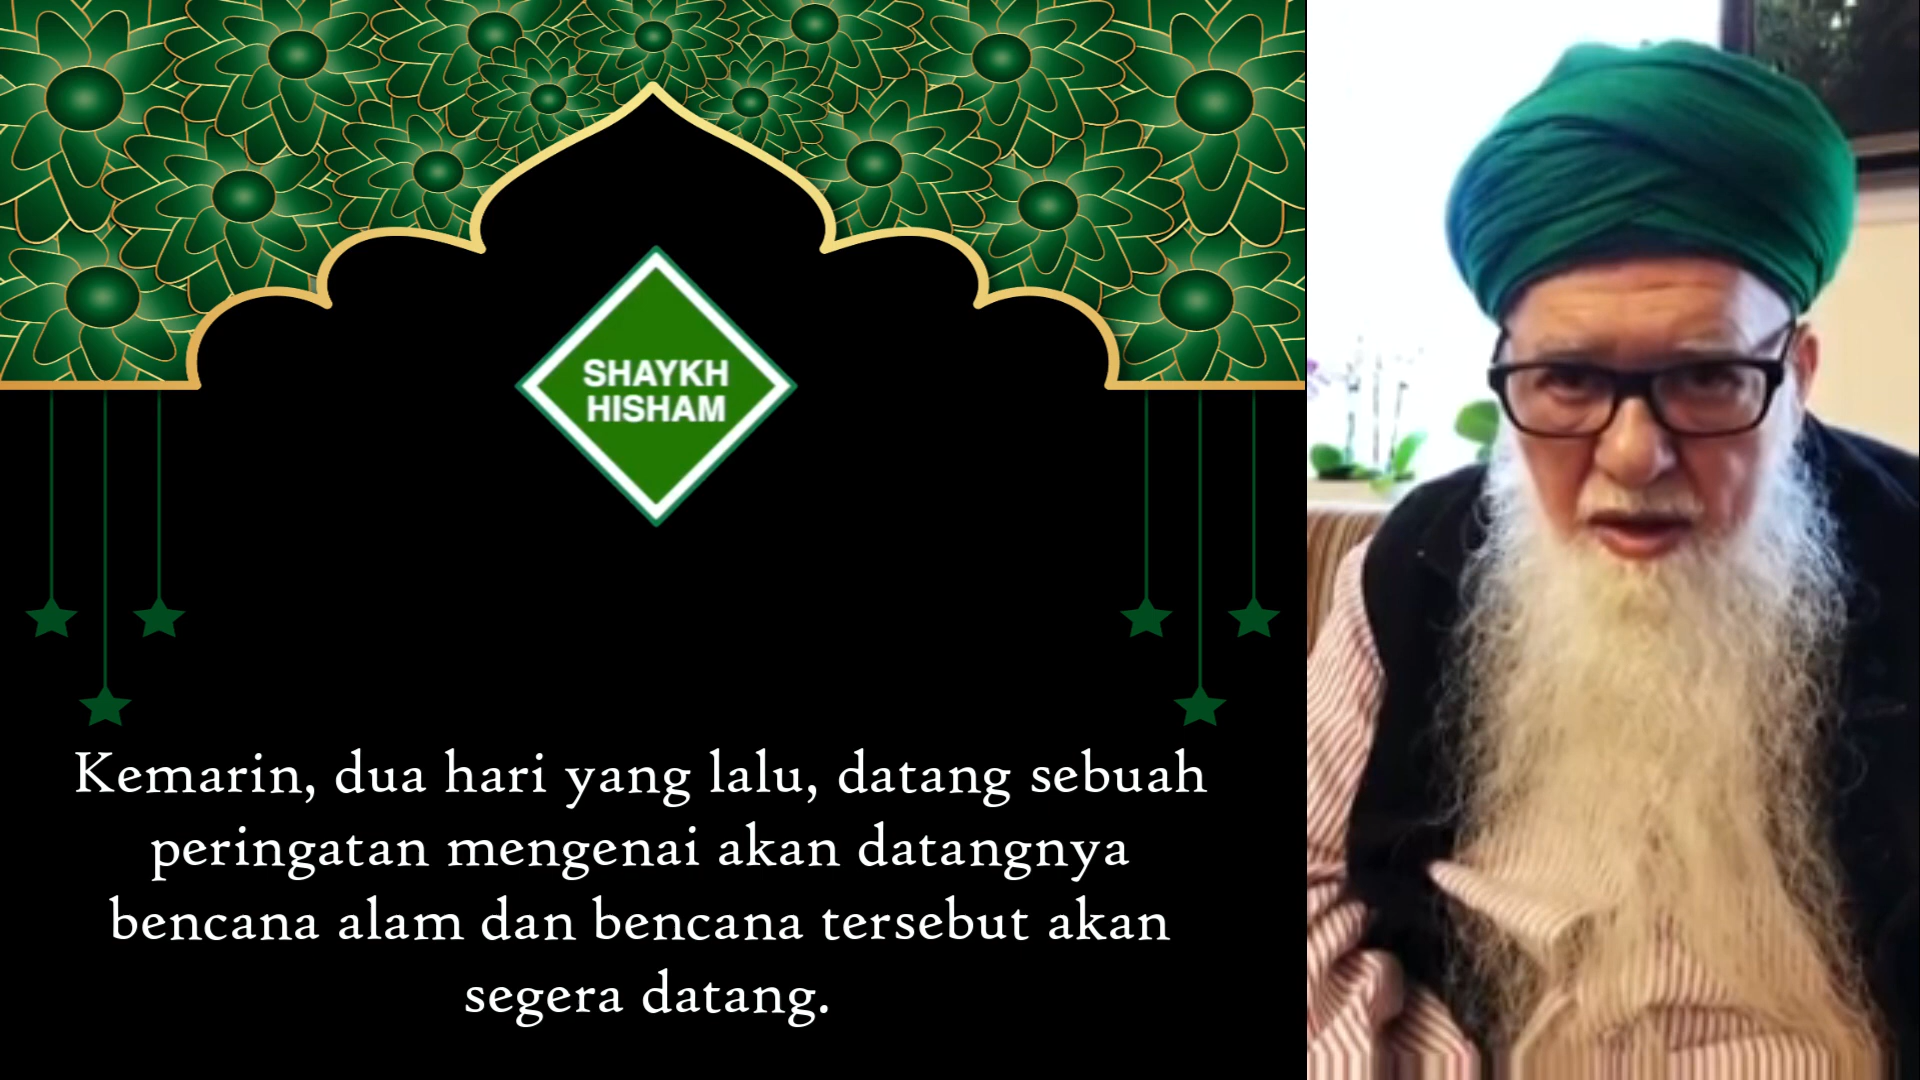 SHAYKH
HISHAM
Kemarin, dua hari yang lalu, datang sebuah
peringatan mengenai akan datangnya
bencana alam dan bencana tersebut akan
segera datang.